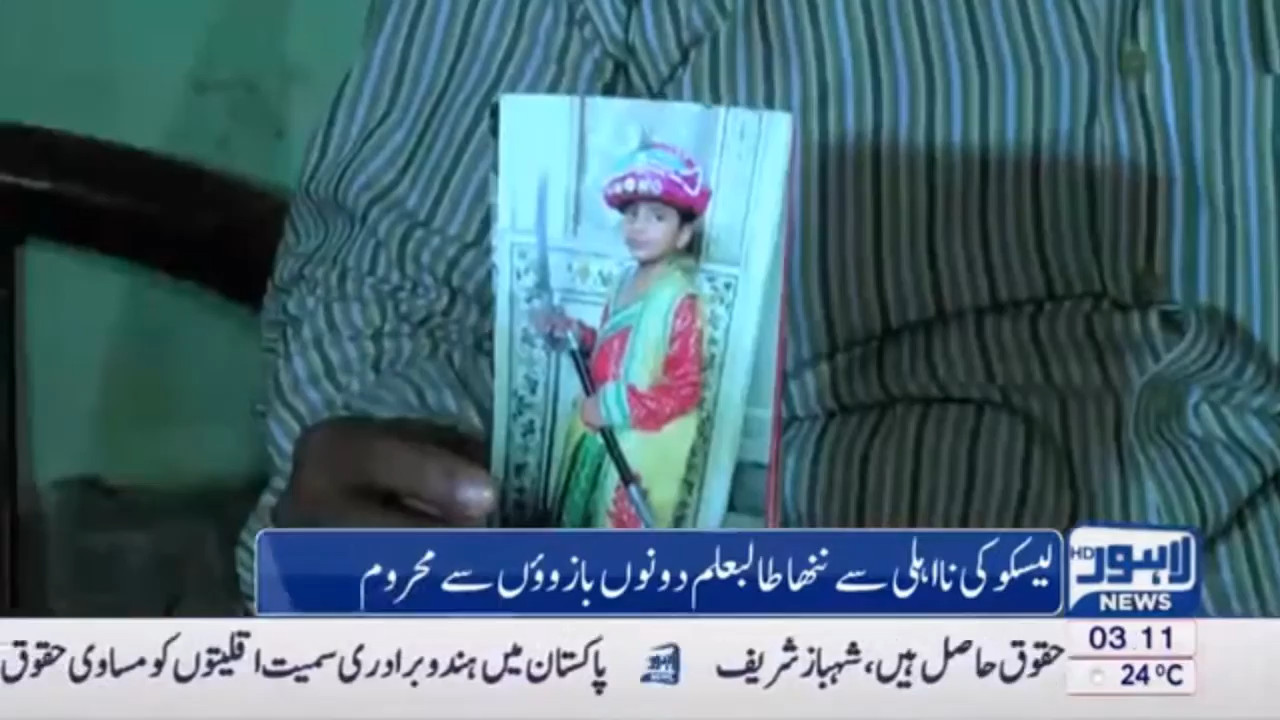 لیسکو کی نااہلی سے ننھا طالبعلم دونوں بازوؤں سے محروم
HD لاہور
NEWS
حقوق حاصل ہیں، شہباز شریف
پاکستان میں ہندو برادری سمیت اقلیتوں کو مساوی حقوق
03 11
24 °C